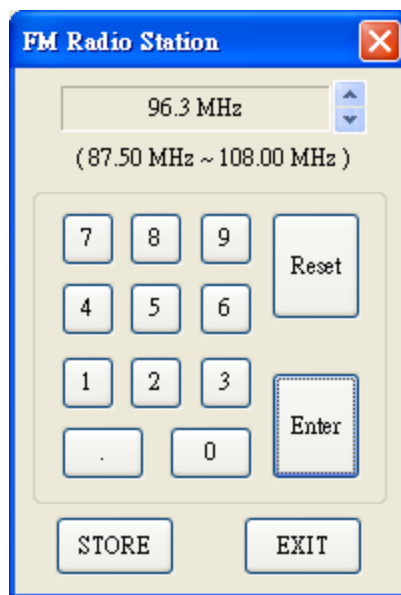 FM Radio Station
96.3 MHz
( 87.50 MHz ~ 108.00 MHz )
7 8 9 Reset
4 5 6
1 2 3 Enter
. 0
STORE EXIT